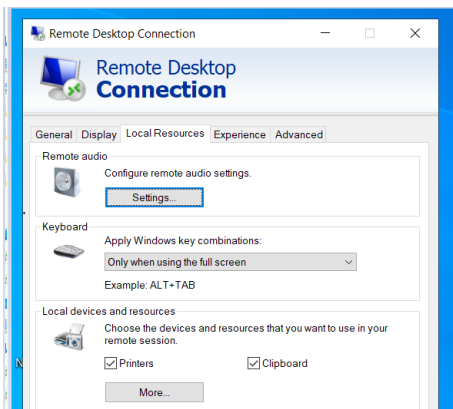 Remote Desktop Connection
Remote Desktop
Connection
General Display Local Resources Experience Advanced
Remote audio
Configure remote audio settings.
Settings...
Keyboard
Apply Windows key combinations:
Only when using the full screen
Example: ALT+TAB
Local devices and resources
Choose the devices and resources that you want to use in your
remote session.
Printers Clipboard
More...
N